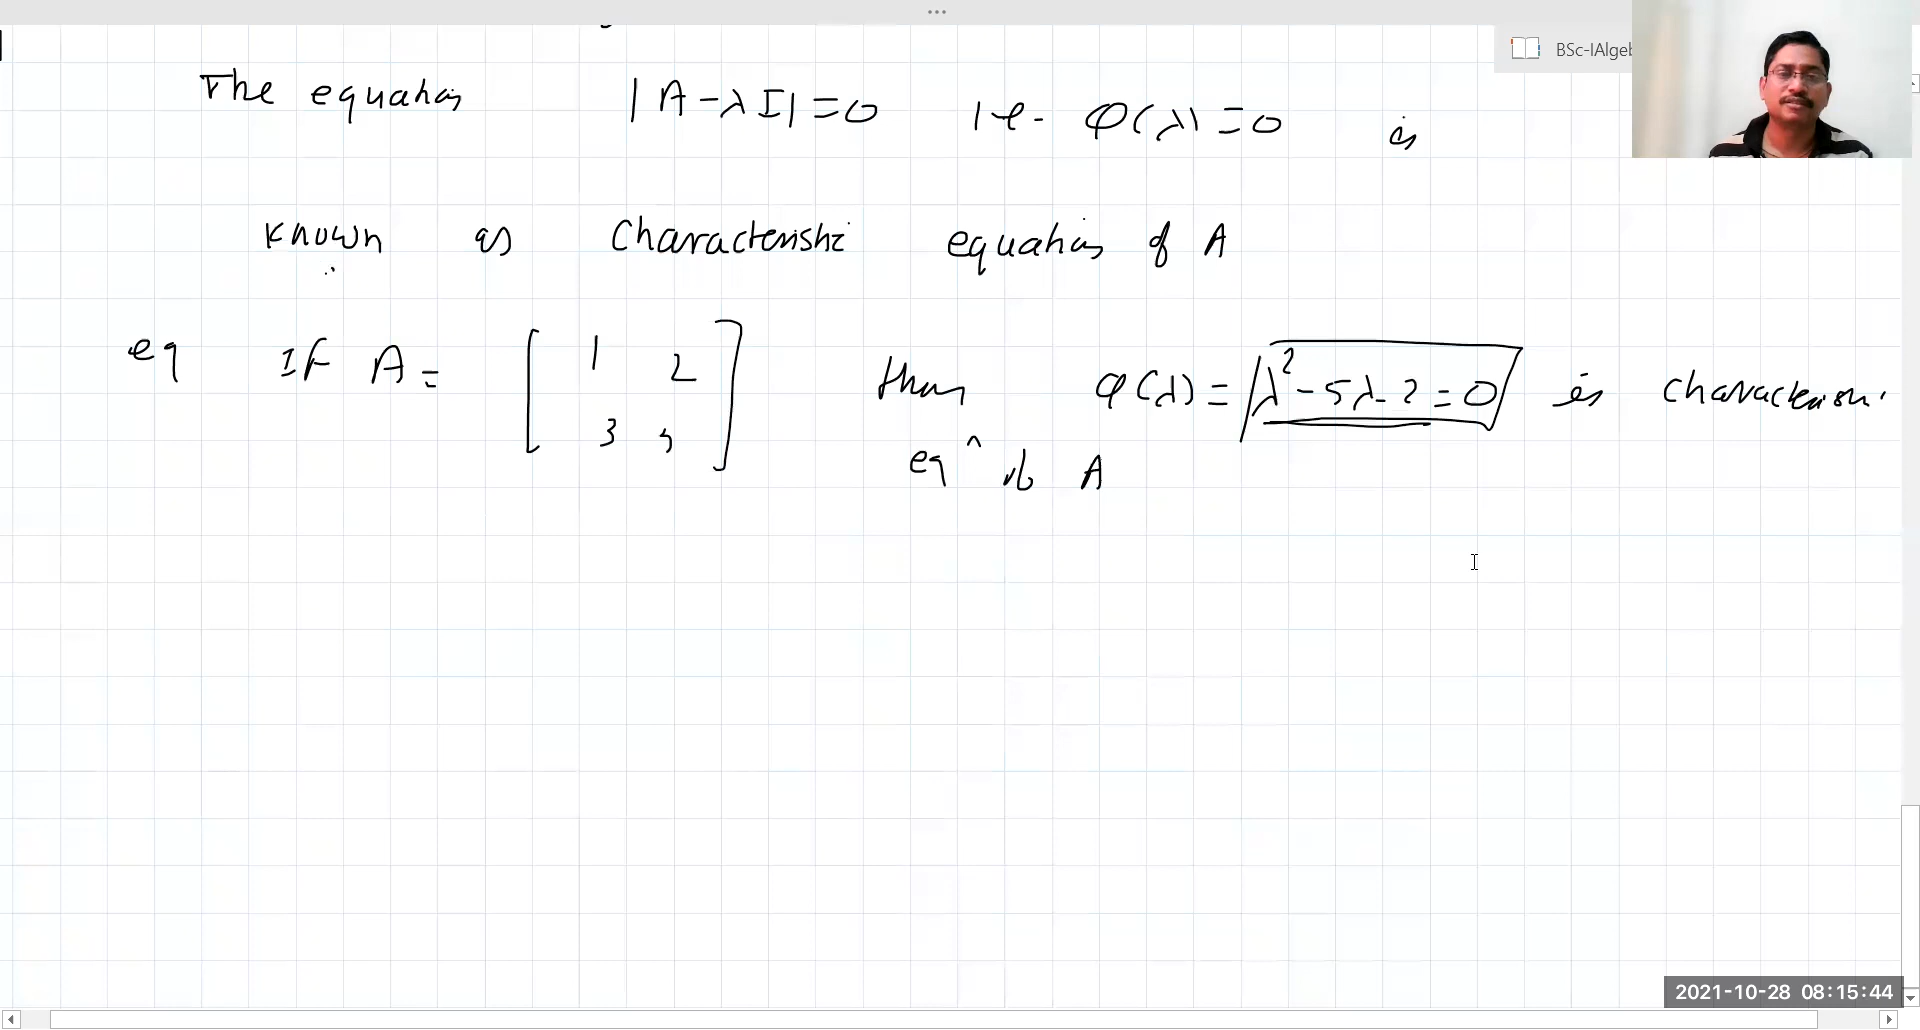 ...
BSc-IAlgeb
The equation |A-λI|=0 i.e. φ(λ)=0 is
known as Characteristic equation of A
eg If A = [ 1 2 then φ(λ) = λ²-5λ-2=0 is characteristic
3 4 ] eqn of A
2021-10-28 08:15:44